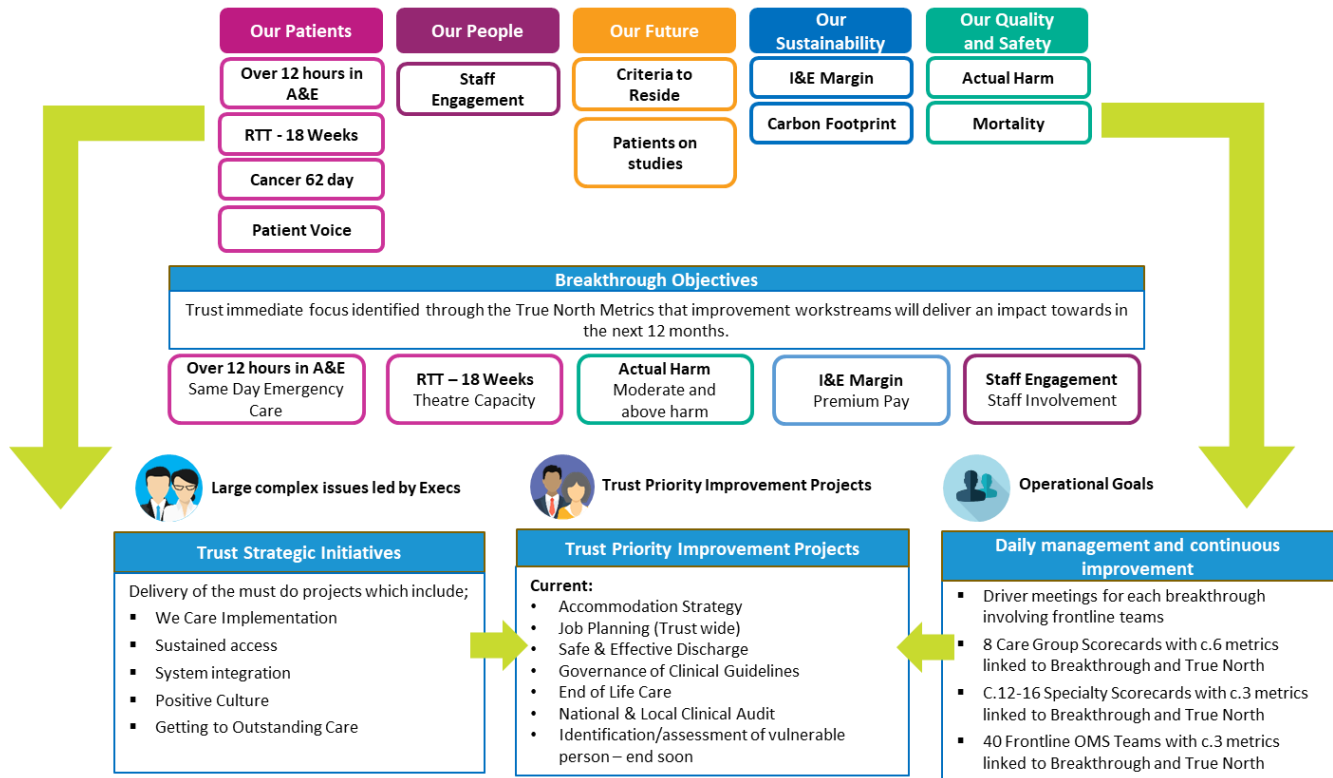 Our Patients
Our People
Our Future
Our
Sustainability
Our Quality
and Safety
Over 12 hours in
A&E
RTT - 18 Weeks
Cancer 62 day
Patient Voice
Staff
Engagement
Criteria to
Reside
Patients on
studies
I&E Margin
Carbon Footprint
Actual Harm
Mortality
Breakthrough Objectives
Trust immediate focus identified through the True North Metrics that improvement workstreams will deliver an impact towards in
the next 12 months.
Over 12 hours in A&E
Same Day Emergency
Care
RTT – 18 Weeks
Theatre Capacity
Actual Harm
Moderate and
above harm
I&E Margin
Premium Pay
Staff Engagement
Staff Involvement
Large complex issues led by Execs
Trust Priority Improvement Projects
Operational Goals
Trust Strategic Initiatives
Delivery of the must do projects which include;
▪ We Care Implementation
▪ Sustained access
▪ System integration
▪ Positive Culture
▪ Getting to Outstanding Care
Trust Priority Improvement Projects
Current:
• Accommodation Strategy
• Job Planning (Trust wide)
• Safe & Effective Discharge
• Governance of Clinical Guidelines
• End of Life Care
• National & Local Clinical Audit
• Identification/assessment of vulnerable
person – end soon
Daily management and continuous
improvement
▪ Driver meetings for each breakthrough
involving frontline teams
▪ 8 Care Group Scorecards with c.6 metrics
linked to Breakthrough and True North
▪ C.12-16 Specialty Scorecards with c.3 metrics
linked to Breakthrough and True North
▪ 40 Frontline OMS Teams with c.3 metrics
linked to Breakthrough and True North